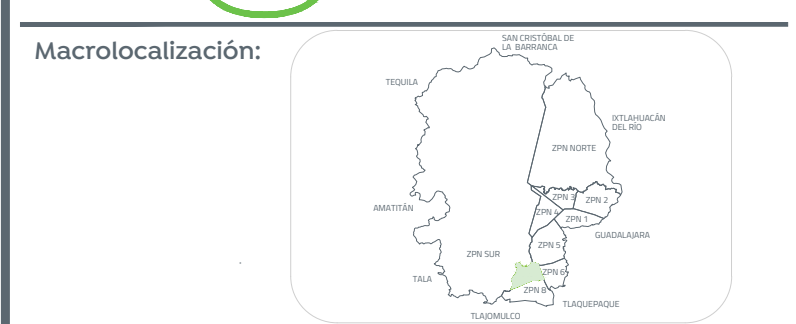 Macrolocalización:
SAN CRISTÓBAL DE
LA BARRANCA
TEQUILA
IXTLAHUACÁN
DEL RÍO
ZPN NORTE
ZPN 3
ZPN 2
AMATITÁN
ZPN 4
ZPN 1
GUADALAJARA
ZPN 5
ZPN SUR
ZPN 6
TALA
ZPN 8
TLAQUEPAQUE
TLAJOMULCO